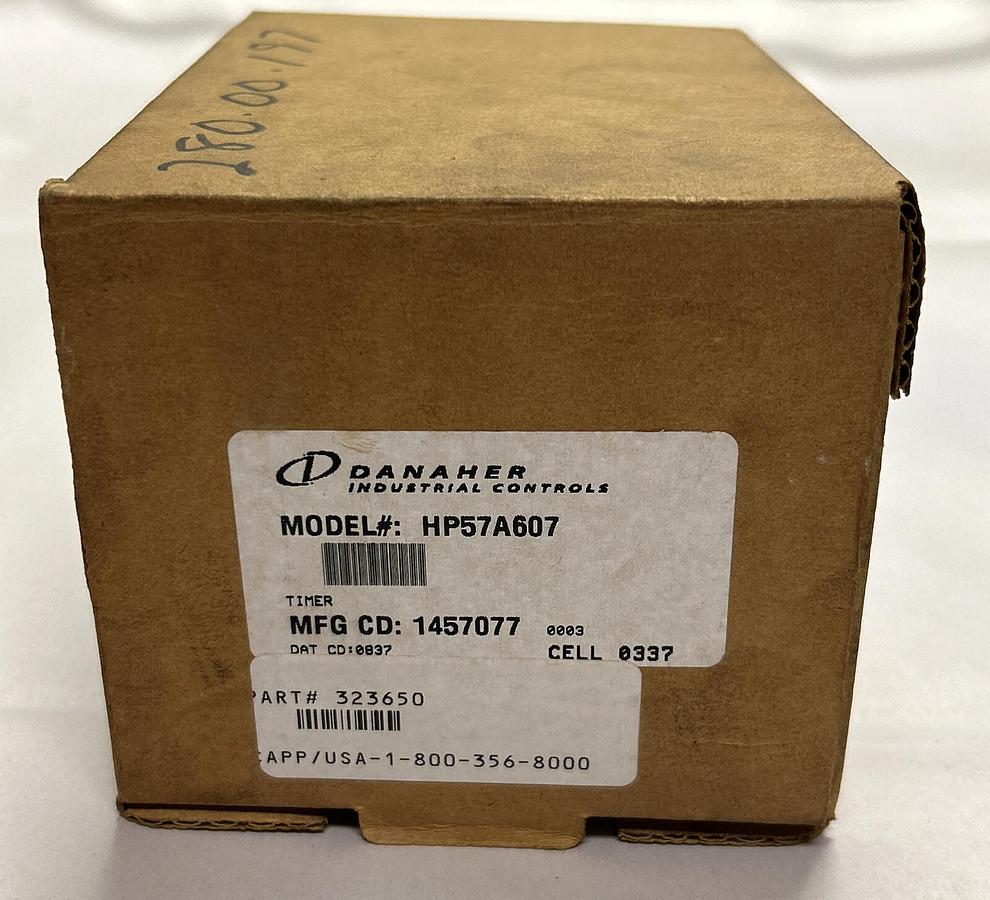 280.00.197
DANAHER
INDUSTRIAL CONTROLS
MODEL#: HP57A607
TIMER
MFG CD: 1457077 0003
DAT CD:0837 CELL 0337
PART# 323650
CAPP/USA-1-800-356-8000